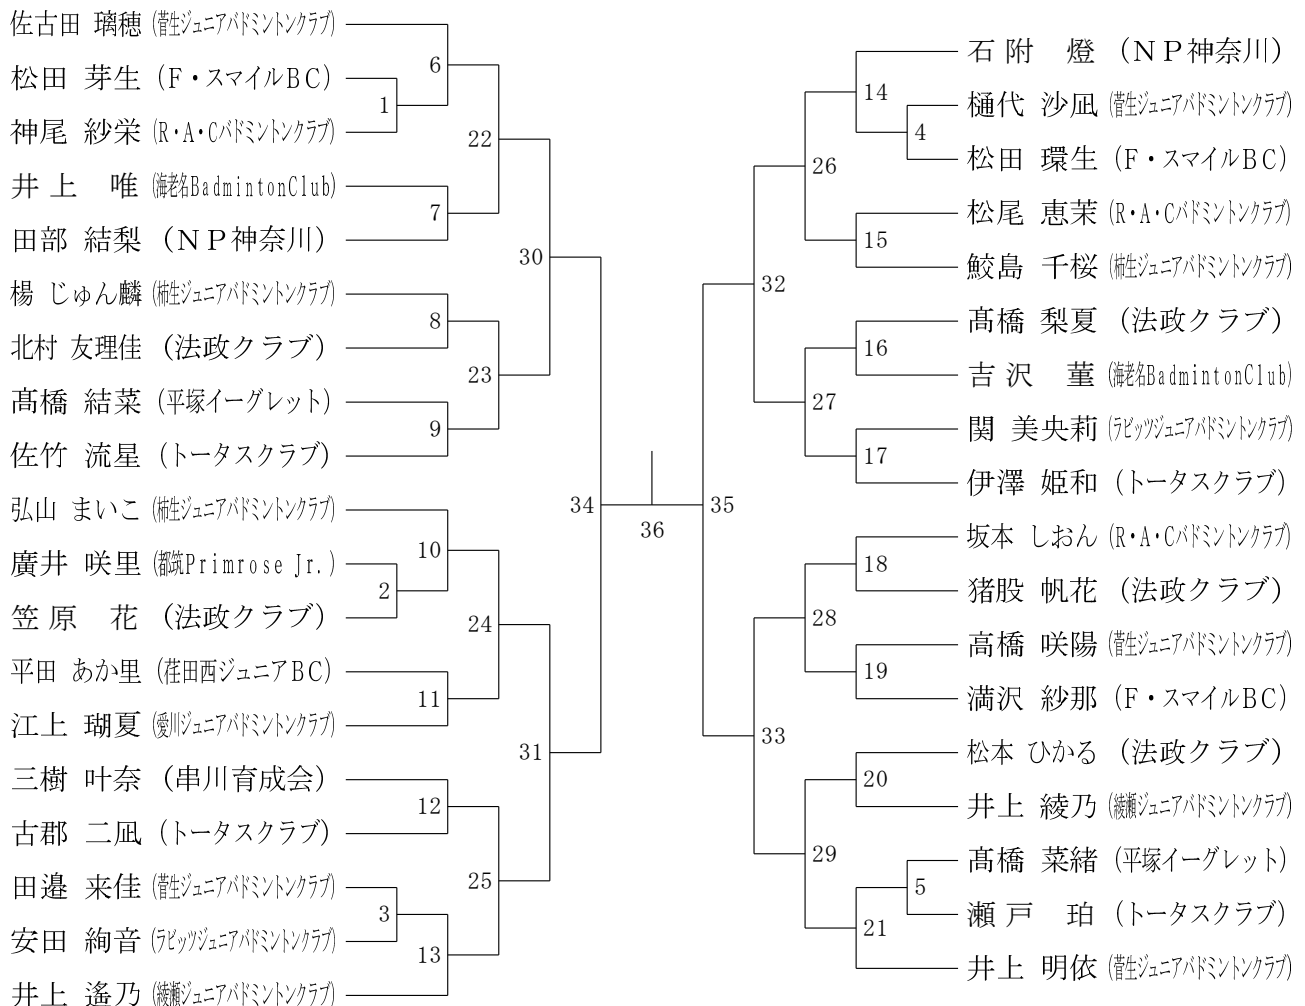 佐古田 璃穂 (菅生ジュニアバドミントンクラブ)
松田 芽生 (F・スマイルBC)
神尾 紗栄 (R・A・Cバドミントンクラブ)
井上 唯 (海老名BadmintonClub)
田部 結梨 (NP神奈川)
楊 じゅん麟 (柿生ジュニアバドミントンクラブ)
北村 友理佳 (法政クラブ)
髙橋 結菜 (平塚イーグレット)
佐竹 流星 (トータスクラブ)
弘山 まいこ (柿生ジュニアバドミントンクラブ)
廣井 咲里 (都筑Primrose Jr.)
笠原 花 (法政クラブ)
平田 あか里 (荏田西ジュニアBC)
江上 瑚夏 (愛川ジュニアバドミントンクラブ)
三樹 叶奈 (串川育成会)
古郡 二凪 (トータスクラブ)
田邉 来佳 (菅生ジュニアバドミントンクラブ)
安田 絢音 (ラビッツジュニアバドミントンクラブ)
井上 遙乃 (綾瀬ジュニアバドミントンクラブ)
6
1
22
7
30
8
23
9
34
10
2
24
11
31
12
25
3
13
36
35
14
4
26
15
32
16
27
17
18
28
19
33
20
29
5
21
石附 燈 (NP神奈川)
樋代 沙凪 (菅生ジュニアバドミントンクラブ)
松田 環生 (F・スマイルBC)
松尾 恵茉 (R・A・Cバドミントンクラブ)
鮫島 千桜 (柿生ジュニアバドミントンクラブ)
髙橋 梨夏 (法政クラブ)
吉沢 菫 (海老名BadmintonClub)
関 美央莉 (ラビッツジュニアバドミントンクラブ)
伊澤 姫和 (トータスクラブ)
坂本 しおん (R・A・Cバドミントンクラブ)
猪股 帆花 (法政クラブ)
高橋 咲陽 (菅生ジュニアバドミントンクラブ)
満沢 紗那 (F・スマイルBC)
松本 ひかる (法政クラブ)
井上 綾乃 (綾瀬ジュニアバドミントンクラブ)
髙橋 菜緒 (平塚イーグレット)
瀬戸 珀 (トータスクラブ)
井上 明依 (菅生ジュニアバドミントンクラブ)